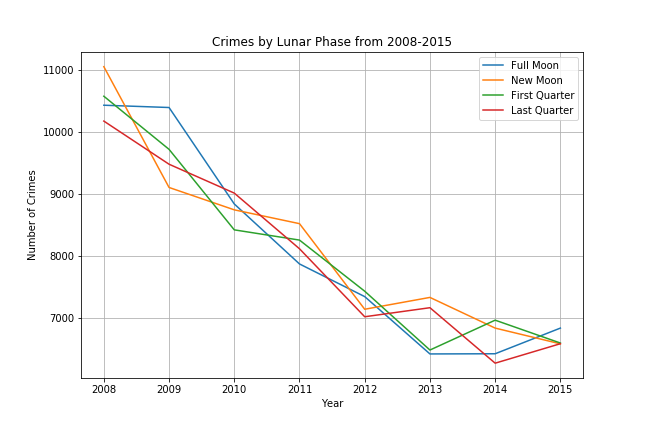 Crimes by Lunar Phase from 2008-2015
Full Moon
New Moon
First Quarter
Last Quarter
Number of Crimes
11000
10000
9000
8000
7000
2008 2009 2010 2011 2012 2013 2014 2015
Year